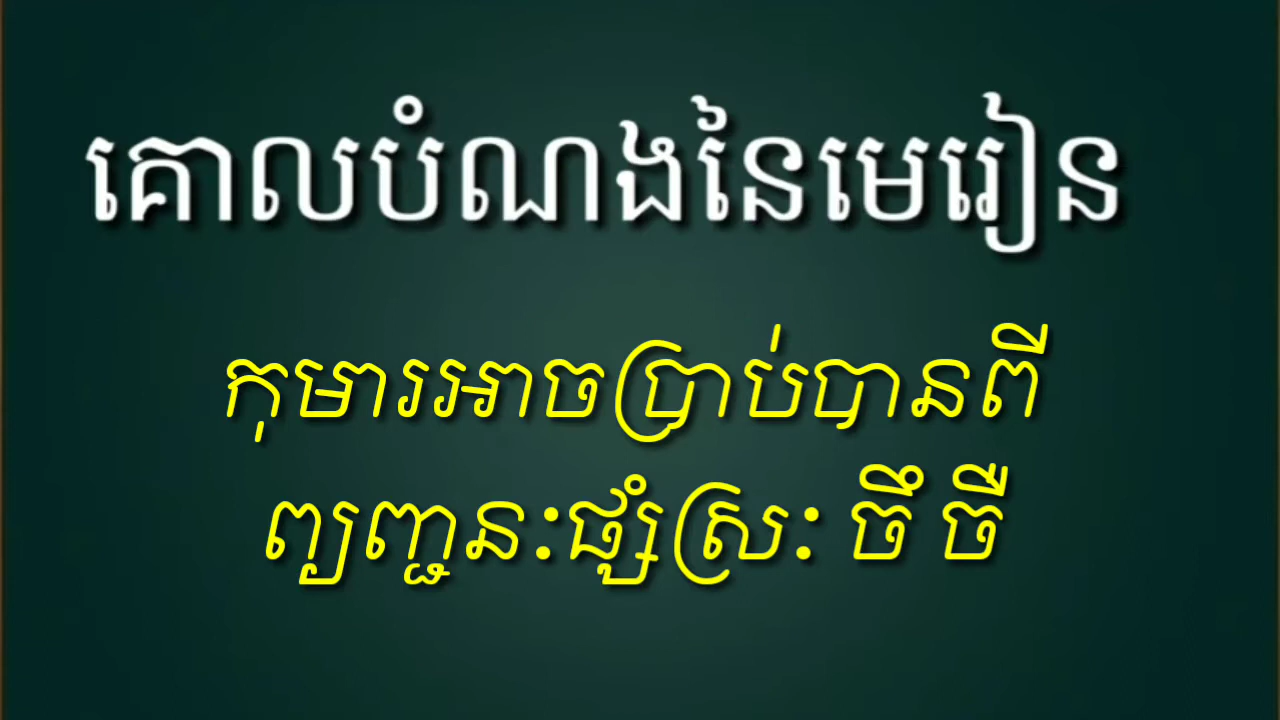 គោលបំណងនៃមេរៀន
កុមារអាចប្រាប់បានពី
ព្យញ្ជនៈផ្សំស្រៈ ចឹ ចឺ